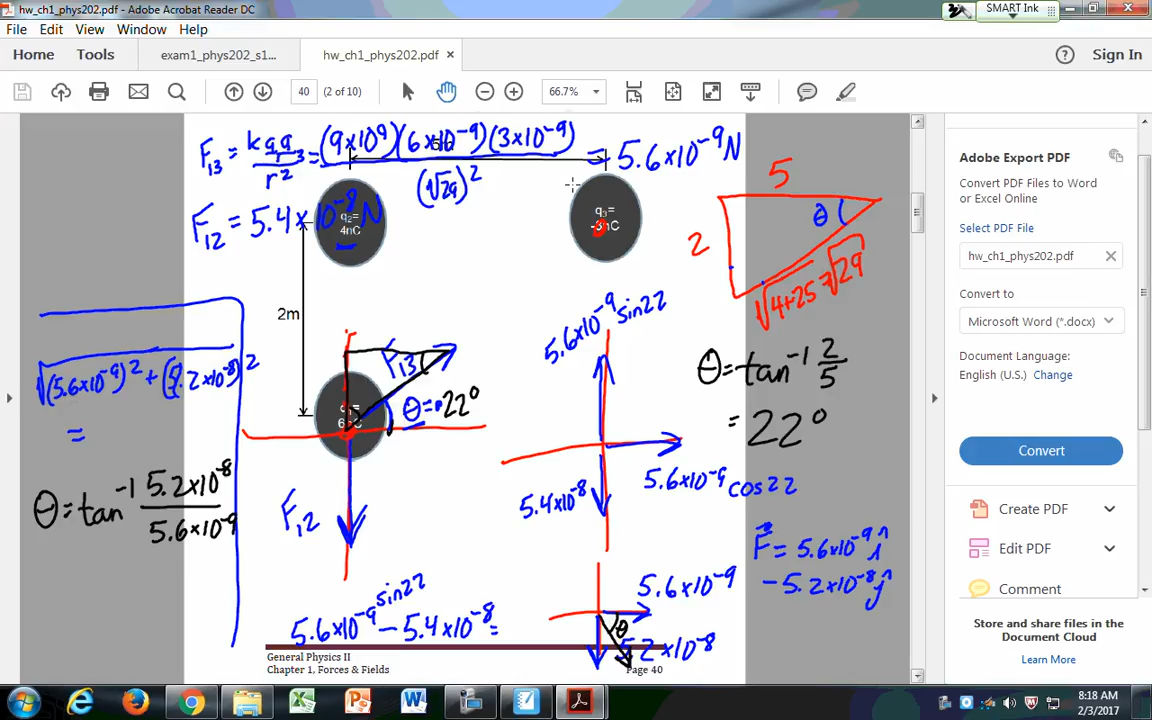 hw_ch1_phys202.pdf - Adobe Acrobat Reader DC
SMART Ink
File Edit View Window Help
Home Tools exam1_phys202_s1... hw_ch1_phys202.pdf × Sign In
40 (2 of 10) 66.7%
F13 = kq1q3/r² = (9×10⁹)(6×10⁻⁹)(3×10⁻⁹)/(√29)² = 5.6×10⁻⁹N
F12 = 5.4×10⁻⁸N
q2=
4nC
q3=
-3nC
2m
5
2
θ
√4+25 = √29
√(5.6×10⁻⁹)² + (5.2×10⁻⁸)²
=
θ = tan⁻¹ 5.2×10⁻⁸/5.6×10⁻⁹
F13
θ = 22°
F12
5.6×10⁻⁹ sin22
5.6×10⁻⁹ cos22
5.4×10⁻⁸
θ = tan⁻¹ 2/5
= 22°
F = 5.6×10⁻⁹ î
- 5.2×10⁻⁸ ĵ
5.6×10⁻⁹ sin22 - 5.4×10⁻⁸ =
5.6×10⁻⁹
θ
5.2×10⁻⁸
General Physics II
Chapter 1, Forces & Fields
Page 40
Adobe Export PDF
Convert PDF Files to Word
or Excel Online
Select PDF File
hw_ch1_phys202.pdf
Convert to
Microsoft Word (*.docx)
Document Language:
English (U.S.) Change
Convert
Create PDF
Edit PDF
Comment
Store and share files in the
Document Cloud
Learn More
8:18 AM
2/3/2017